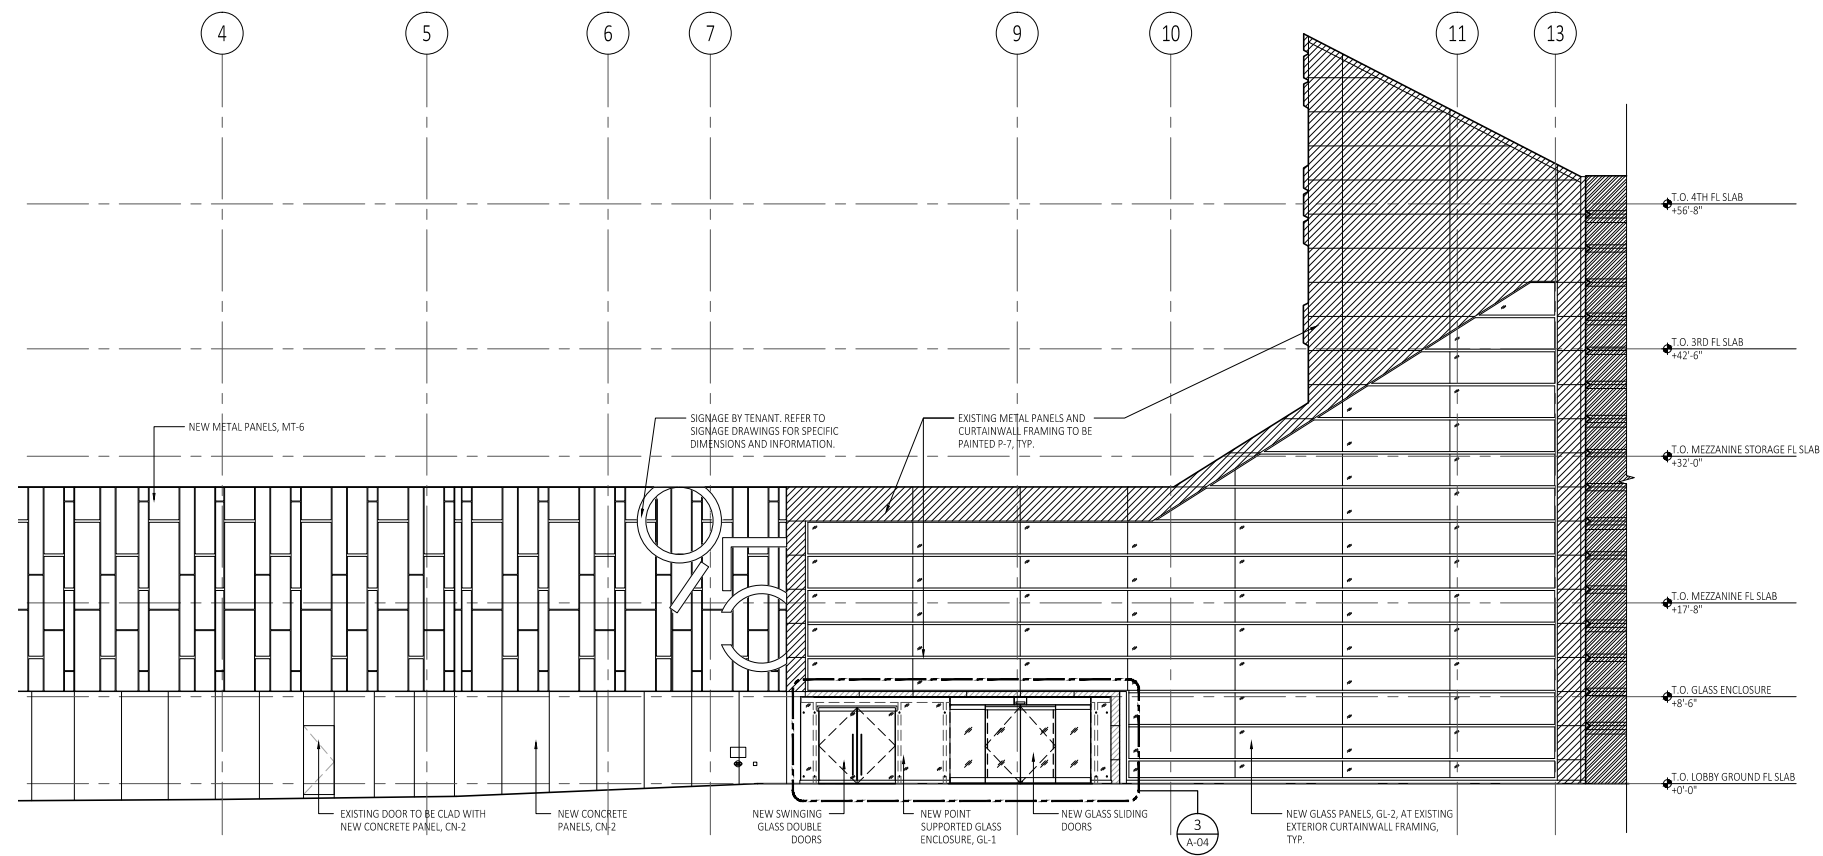 4
5
6
7
9
10
11
13
T.O. 4TH FL SLAB
+56'-8"
T.O. 3RD FL SLAB
+42'-6"
SIGNAGE BY TENANT. REFER TO
SIGNAGE DRAWINGS FOR SPECIFIC
DIMENSIONS AND INFORMATION.
EXISTING METAL PANELS AND
CURTAINWALL FRAMING TO BE
PAINTED P-7, TYP.
NEW METAL PANELS, MT-6
T.O. MEZZANINE STORAGE FL SLAB
+32'-0"
T.O. MEZZANINE FL SLAB
+17'-8"
T.O. GLASS ENCLOSURE
+8'-6"
T.O. LOBBY GROUND FL SLAB
+0'-0"
EXISTING DOOR TO BE CLAD WITH
NEW CONCRETE PANEL, CN-2
NEW CONCRETE
PANELS, CN-2
NEW SWINGING
GLASS DOUBLE
DOORS
NEW POINT
SUPPORTED GLASS
ENCLOSURE, GL-1
NEW GLASS SLIDING
DOORS
3
A-04
NEW GLASS PANELS, GL-2, AT EXISTING
EXTERIOR CURTAINWALL FRAMING,
TYP.